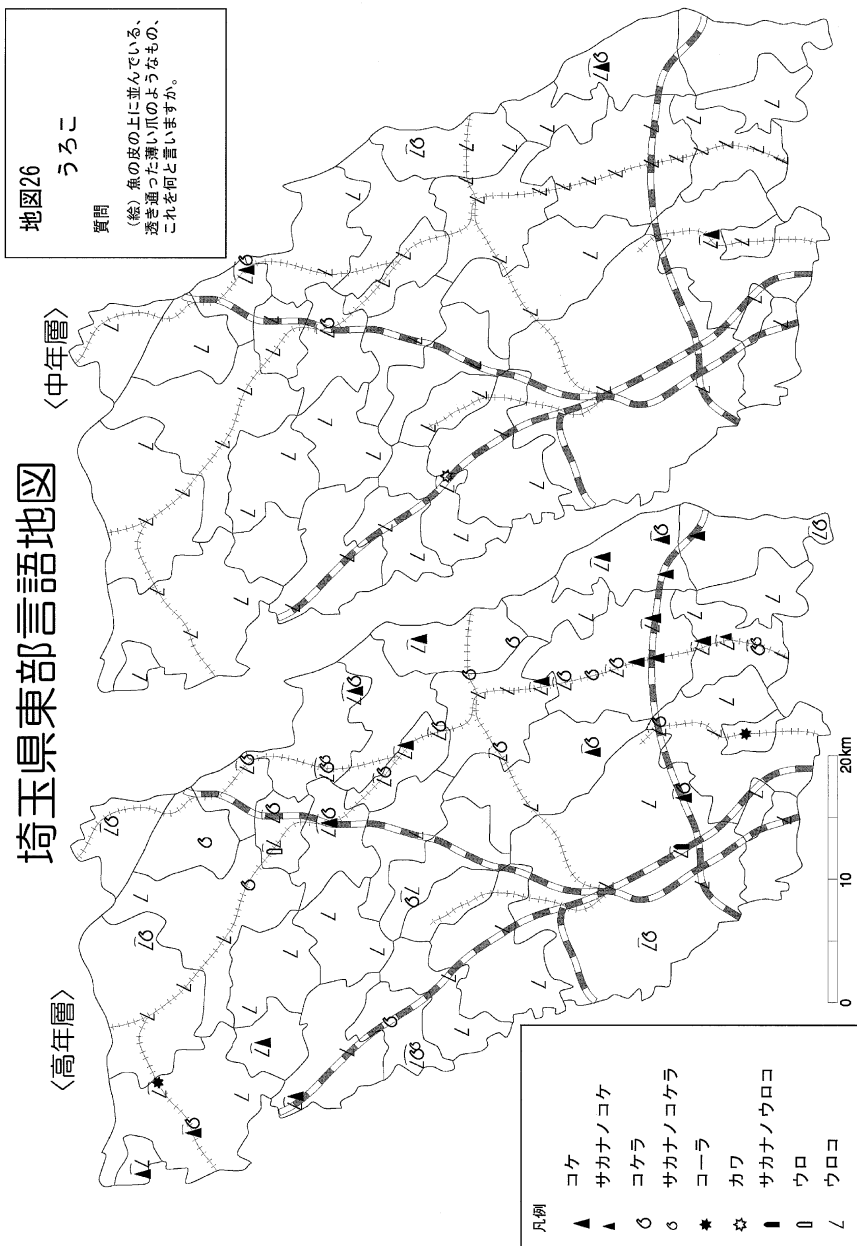 埼玉県東部言語地図
地図26
うろこ
質問
（絵）魚の皮の上に並んでいる、
透き通った薄い爪のようなもの、
これを何と言いますか。
〈高年層〉
〈中年層〉
凡例
コケ
サカナノコケ
コケラ
サカナノコケラ
コーラ
カワ
サカナノウロコ
ウロ
ウロコ
0 10 20km